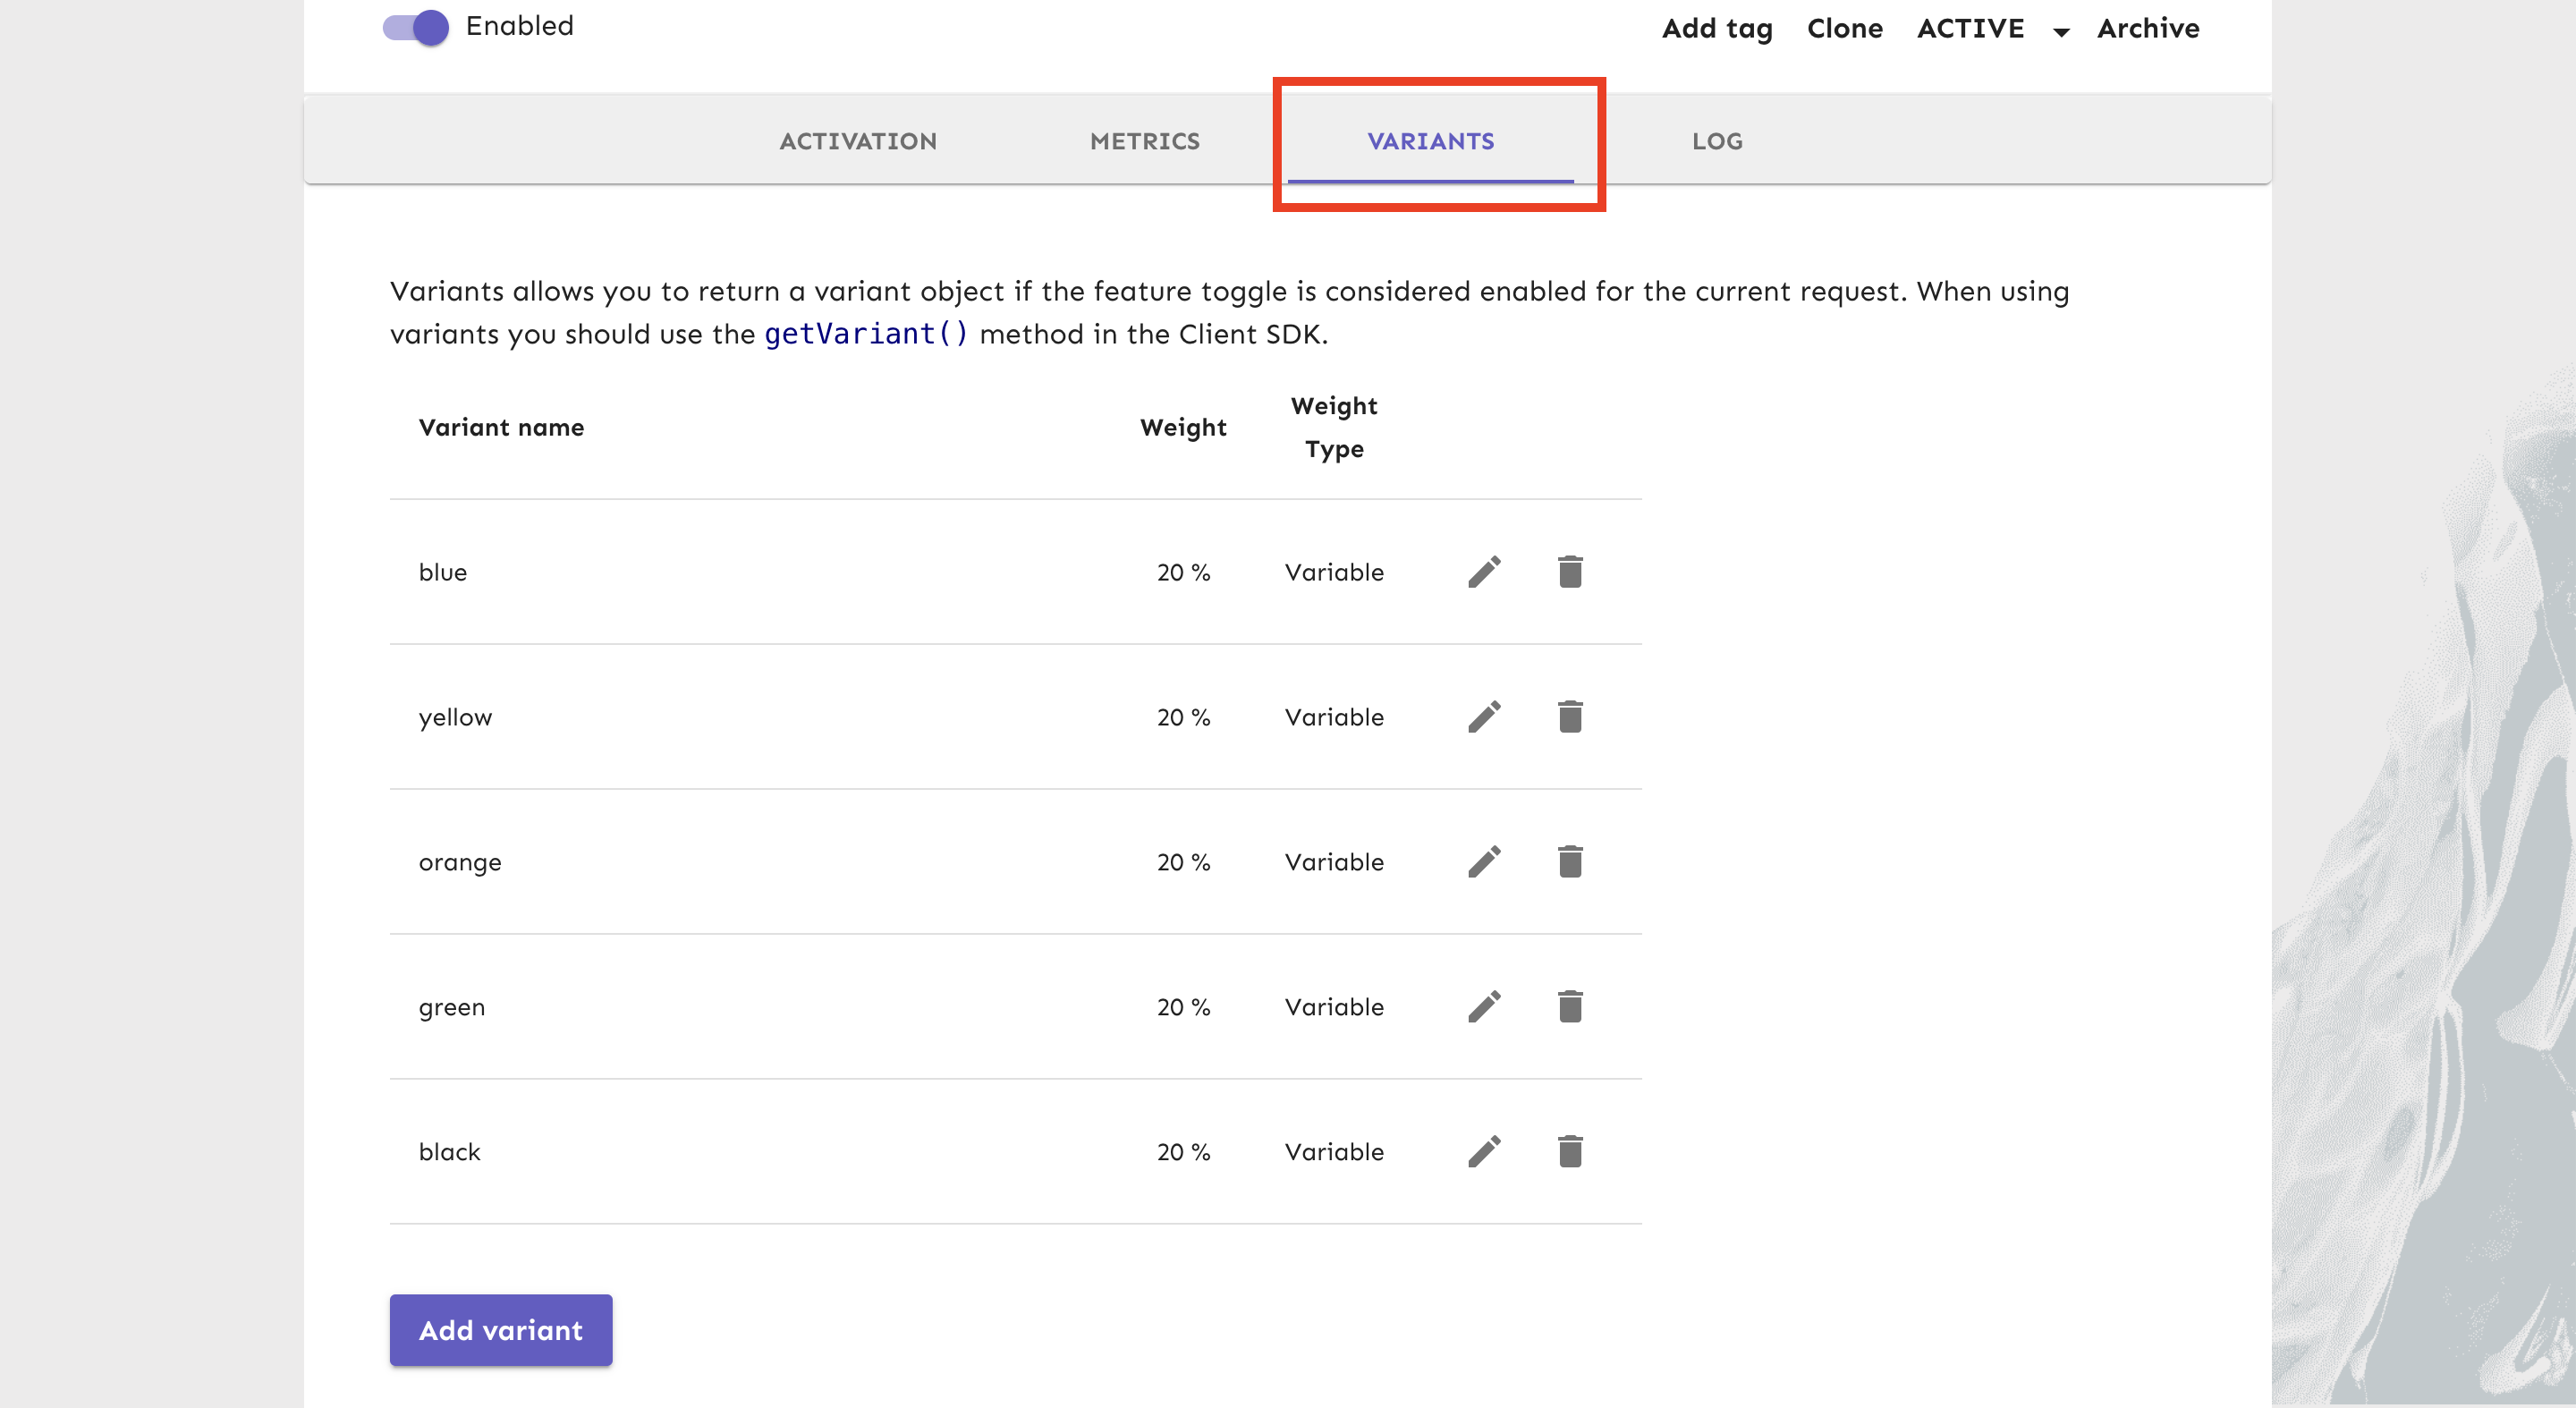 Enabled
Add tag Clone ACTIVE Archive
ACTIVATION METRICS VARIANTS LOG
Variants allows you to return a variant object if the feature toggle is considered enabled for the current request. When using
variants you should use the getVariant() method in the Client SDK.
Variant name Weight Weight
Type
blue 20 % Variable
yellow 20 % Variable
orange 20 % Variable
green 20 % Variable
black 20 % Variable
Add variant